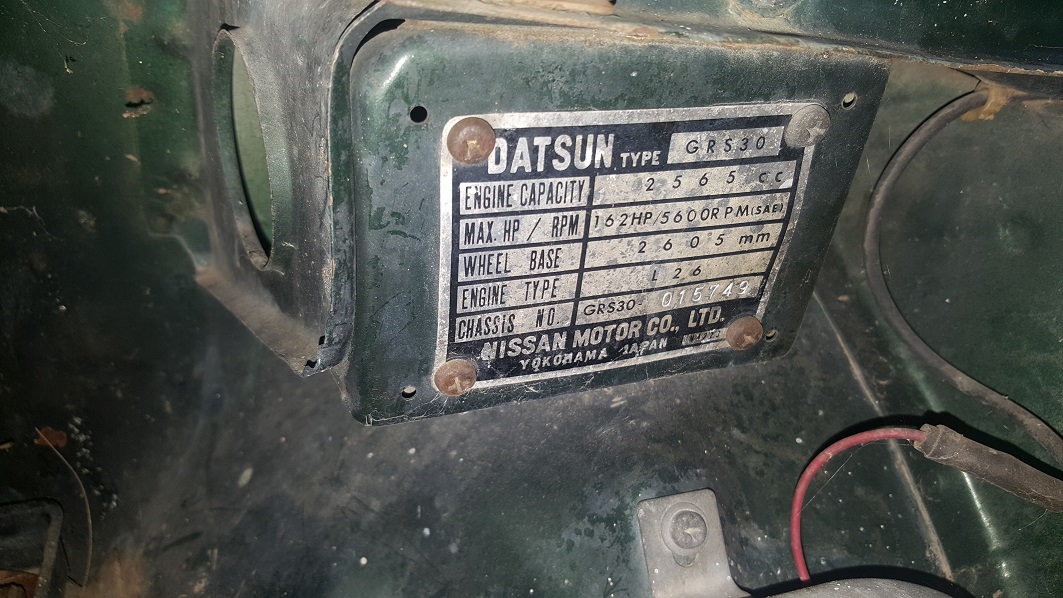 DATSUN TYPE GRS30
ENGINE CAPACITY 2565 cc
MAX. HP / RPM 162HP/5600RPM(SAE)
WHEEL BASE 2605 mm
ENGINE TYPE L26
CHASSIS NO. GRS30- 015749
NISSAN MOTOR CO., LTD.
YOKOHAMA JAPAN